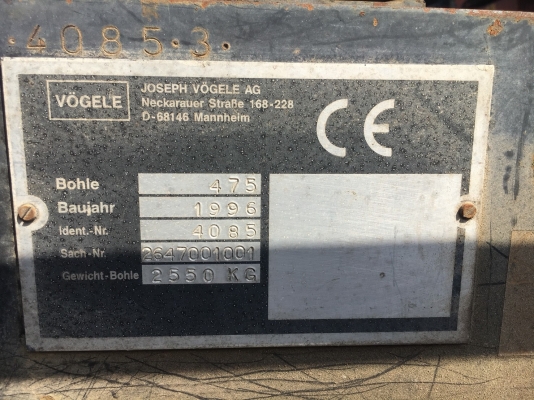 ·4085·3·
VÖGELE
JOSEPH VÖGELE AG
Neckarauer Straße 168-228
D-68146 Mannheim
CE
Bohle 475
Baujahr 1996
Ident.-Nr. 4085
Sach-Nr. 2647001001
Gewicht-Bohle 2550 KG